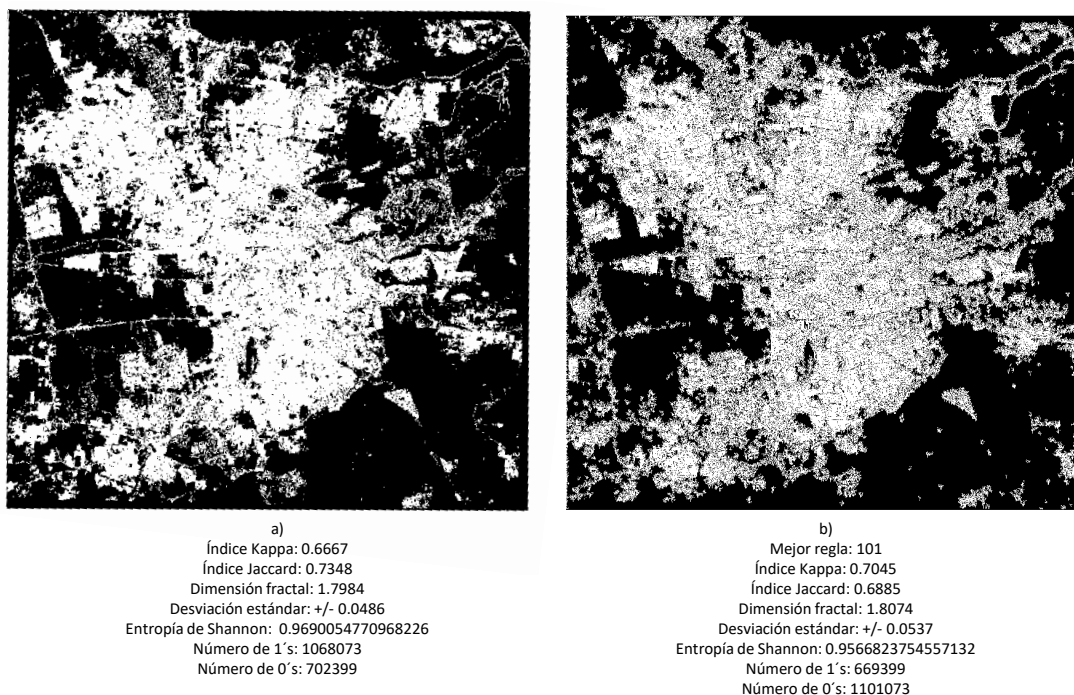 a)
Índice Kappa: 0.6667
Índice Jaccard: 0.7348
Dimensión fractal: 1.7984
Desviación estándar: +/- 0.0486
Entropía de Shannon: 0.9690054770968226
Número de 1´s: 1068073
Número de 0´s: 702399
b)
Mejor regla: 101
Índice Kappa: 0.7045
Índice Jaccard: 0.6885
Dimensión fractal: 1.8074
Desviación estándar: +/- 0.0537
Entropía de Shannon: 0.9566823754557132
Número de 1´s: 669399
Número de 0´s: 1101073